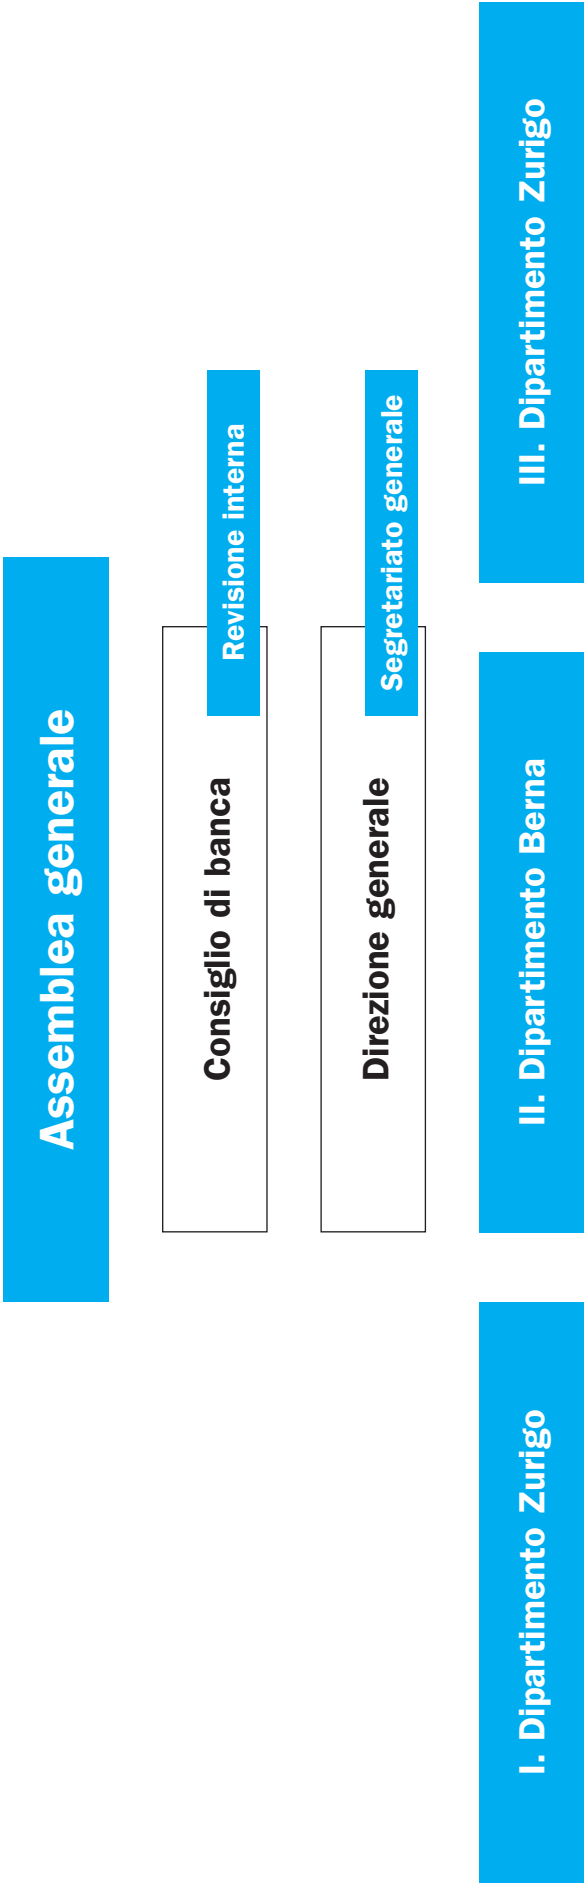 Assemblea generale
Consiglio di banca
Revisione interna
Direzione generale
Segretariato generale
I. Dipartimento Zurigo
II. Dipartimento Berna
III. Dipartimento Zurigo